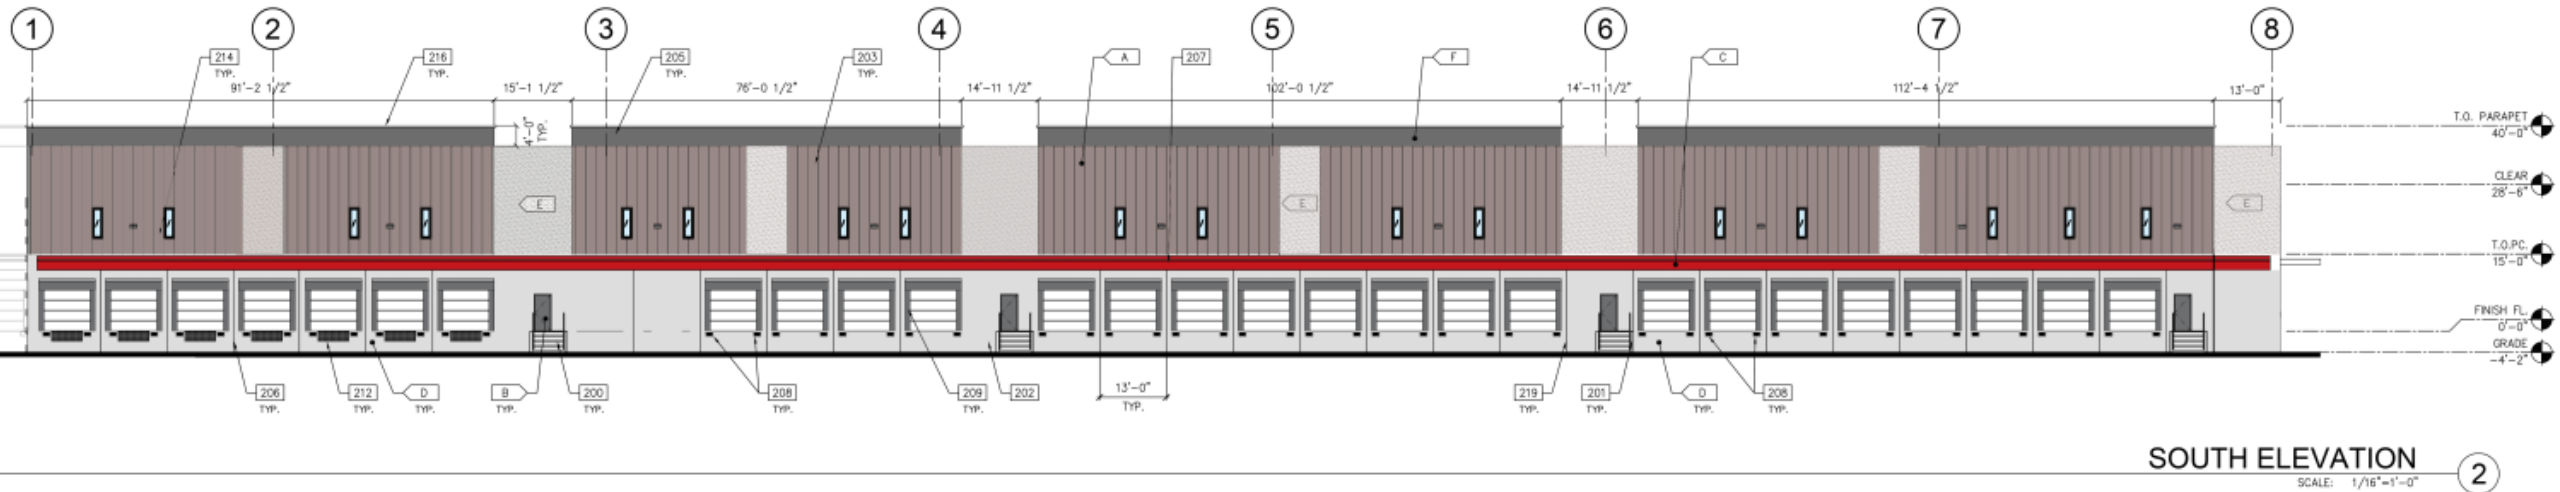 1 2 3 4 5 6 7 8
214 TYP.
216 TYP.
205 TYP.
203 TYP.
A
207
F
C
91'-2 1/2" 15'-1 1/2" 76'-0 1/2" 14'-11 1/2" 102'-0 1/2" 14'-11 1/2" 112'-4 1/2" 13'-0"
4'-0" TYP.
T.O. PARAPET
40'-0"
CLEAR
28'-6"
E E E
T.O.PC.
15'-0"
FINISH FL.
0'-0"
GRADE
-4'-2"
206 TYP.
212 TYP.
D TYP.
B TYP.
200 TYP.
208 TYP.
209 TYP.
202
13'-0"
TYP.
219 TYP.
201 TYP.
D TYP.
208 TYP.
SOUTH ELEVATION
SCALE: 1/16"=1'-0"
2